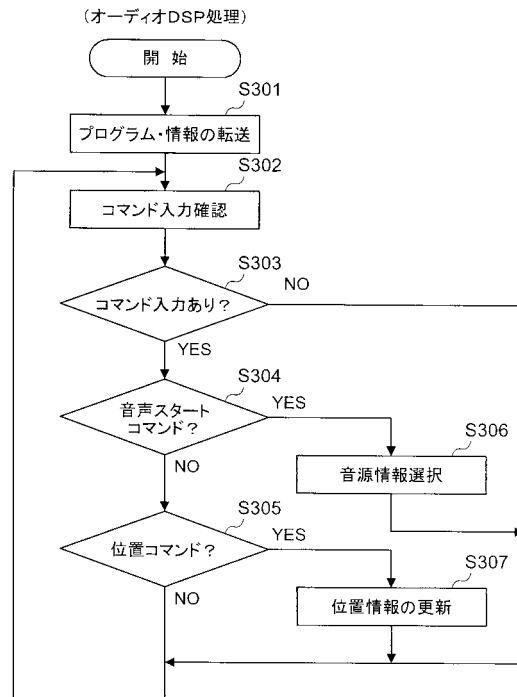 (オーディオDSP処理)
開 始
S301
プログラム・情報の転送
S302
コマンド入力確認
S303
コマンド入力あり?
NO
YES
S304
音声スタート
コマンド?
YES
NO
S306
音源情報選択
S305
位置コマンド?
YES
NO
S307
位置情報の更新